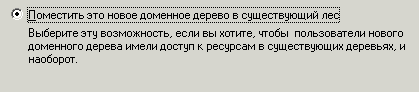 Поместить это новое доменное дерево в существующий лес
Выберите эту возможность, если вы хотите, чтобы пользователи нового
доменного дерева имели доступ к ресурсам в существующих деревьях, и
наоборот.